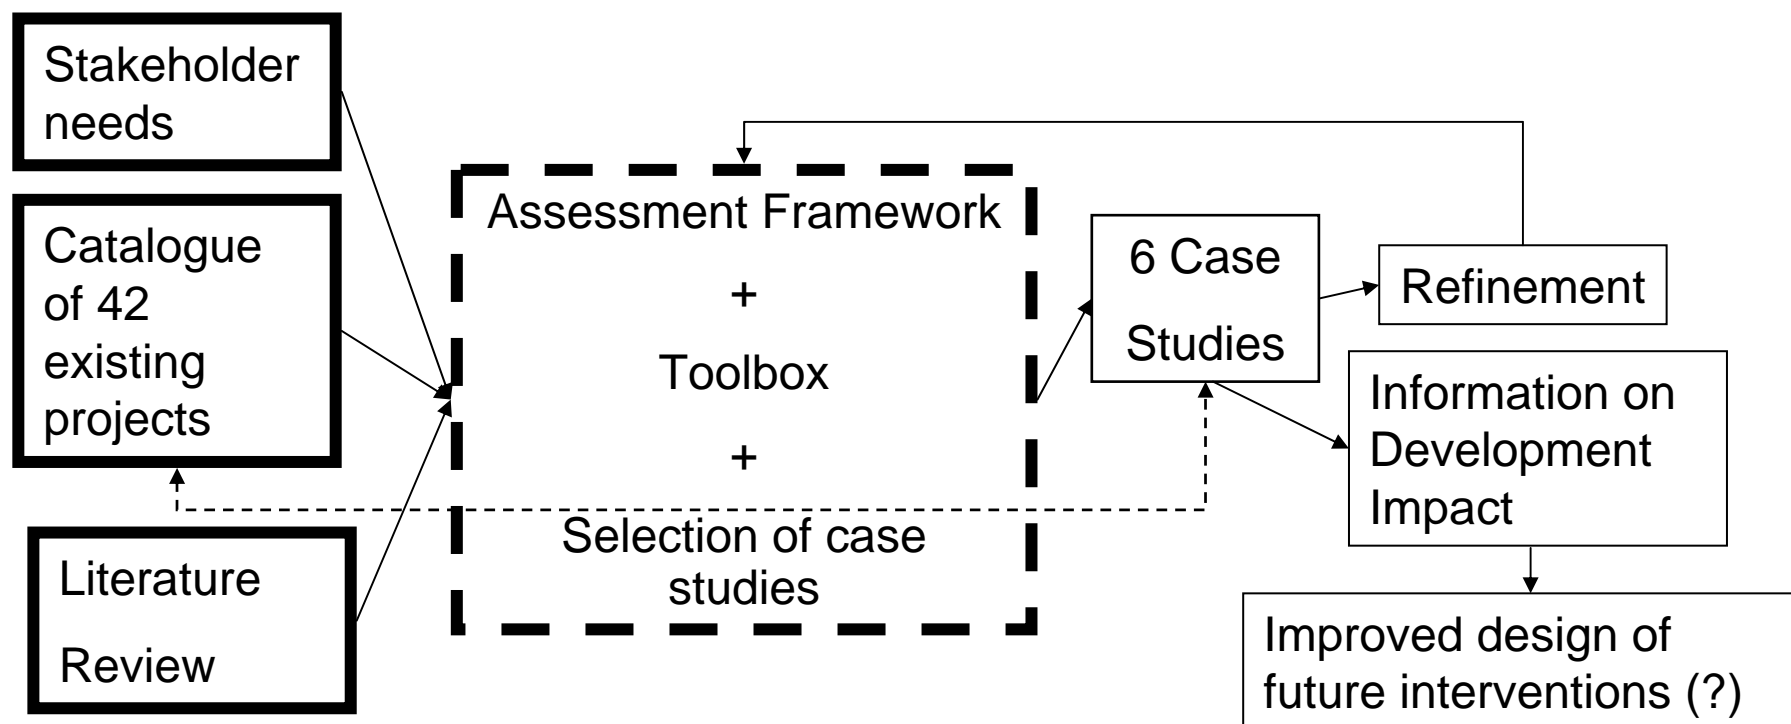 Stakeholder
needs
Catalogue
of 42
existing
projects
Literature
Review
Assessment Framework
+
Toolbox
+
Selection of case
studies
6 Case
Studies
Refinement
Information on
Development
Impact
Improved design of
future interventions (?)